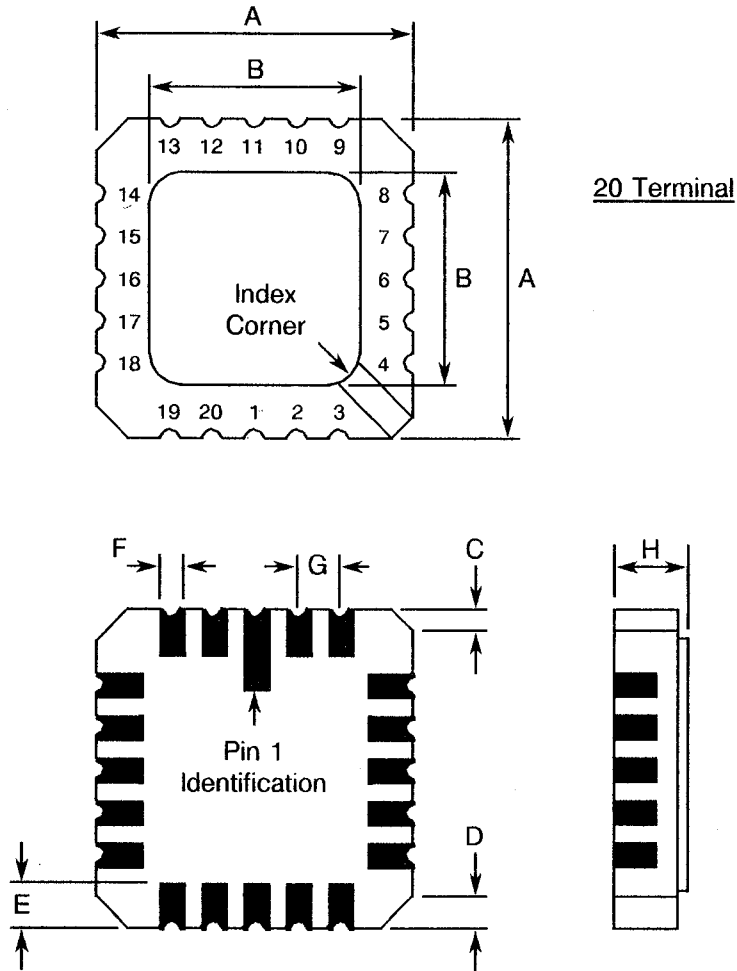 A
B
13 12 11 10 9
20 Terminal
14
8
15
7
16
6
B
A
Index
Corner
17
5
18
4
19 20 1 2 3
F
G
C
H
Pin 1
Identification
D
E